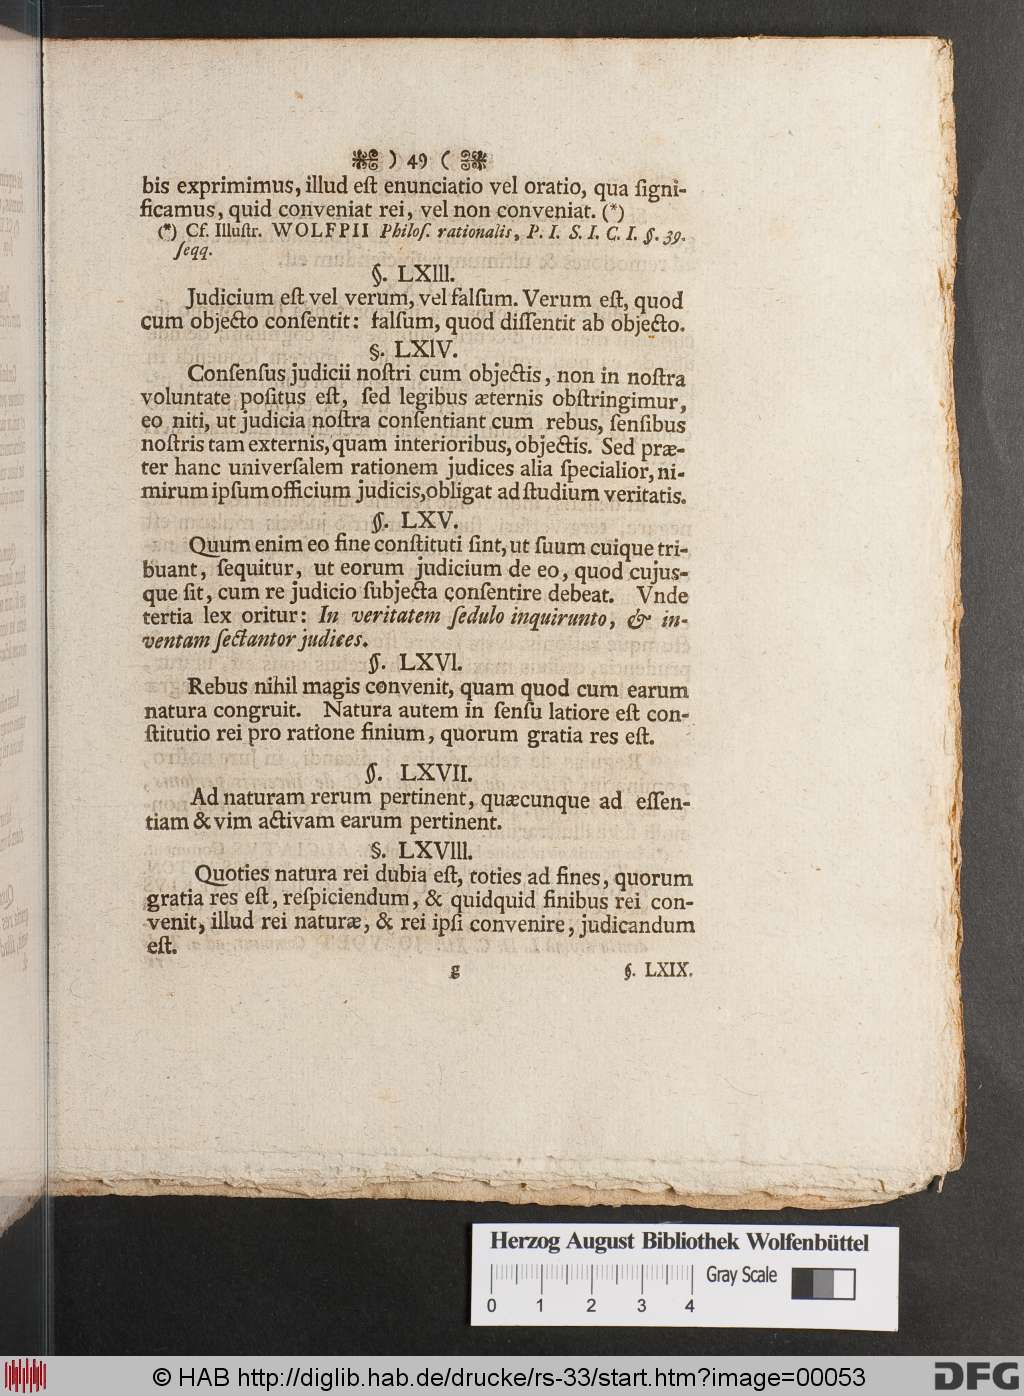 ) 49 (
bis exprimimus, illud eſt enunciatio vel oratio, qua ſigni-
ficamus, quid conveniat rei, vel non conveniat. (*)
(*) Cf. Illuſtr. WOLFPII Philoſ. rationalis, P. I. S. I. C. I. §. 39.
ſeqq.
§. LXIII.
Judicium eſt vel verum, vel falſum. Verum eſt, quod
cum objecto conſentit: falſum, quod diſſentit ab objecto.
§. LXIV.
Conſenſus judicii noſtri cum objectis, non in noſtra
voluntate poſitus eſt, ſed legibus æternis obſtringimur,
eo niti, ut judicia noſtra conſentiant cum rebus, ſenſibus
noſtris tam externis, quam interioribus, objectis. Sed præ-
ter hanc univerſalem rationem judices alia ſpecialior, ni-
mirum ipſum officium judicis, obligat ad ſtudium veritatis.
§. LXV.
Quum enim eo fine conſtituti ſint, ut ſuum cuique tri-
buant, ſequitur, ut eorum judicium de eo, quod cujus-
que ſit, cum re judicio ſubjecta conſentire debeat. Vnde
tertia lex oritur: In veritatem ſedulo inquirunto, & in-
ventam ſectantor judices.
§. LXVI.
Rebus nihil magis convenit, quam quod cum earum
natura congruit. Natura autem in ſenſu latiore eſt con-
ſtitutio rei pro ratione finium, quorum gratia res eſt.
§. LXVII.
Ad naturam rerum pertinent, quæcunque ad eſſen-
tiam & vim activam earum pertinent.
§. LXVIII.
Quoties natura rei dubia eſt, toties ad fines, quorum
gratia res eſt, reſpiciendum, & quidquid finibus rei con-
venit, illud rei naturæ, & rei ipſi convenire, judicandum
eſt.
g §. LXIX.
Herzog August Bibliothek Wolfenbüttel
Gray Scale
0 1 2 3 4
© HAB http://diglib.hab.de/drucke/rs-33/start.htm?image=00053
DFG